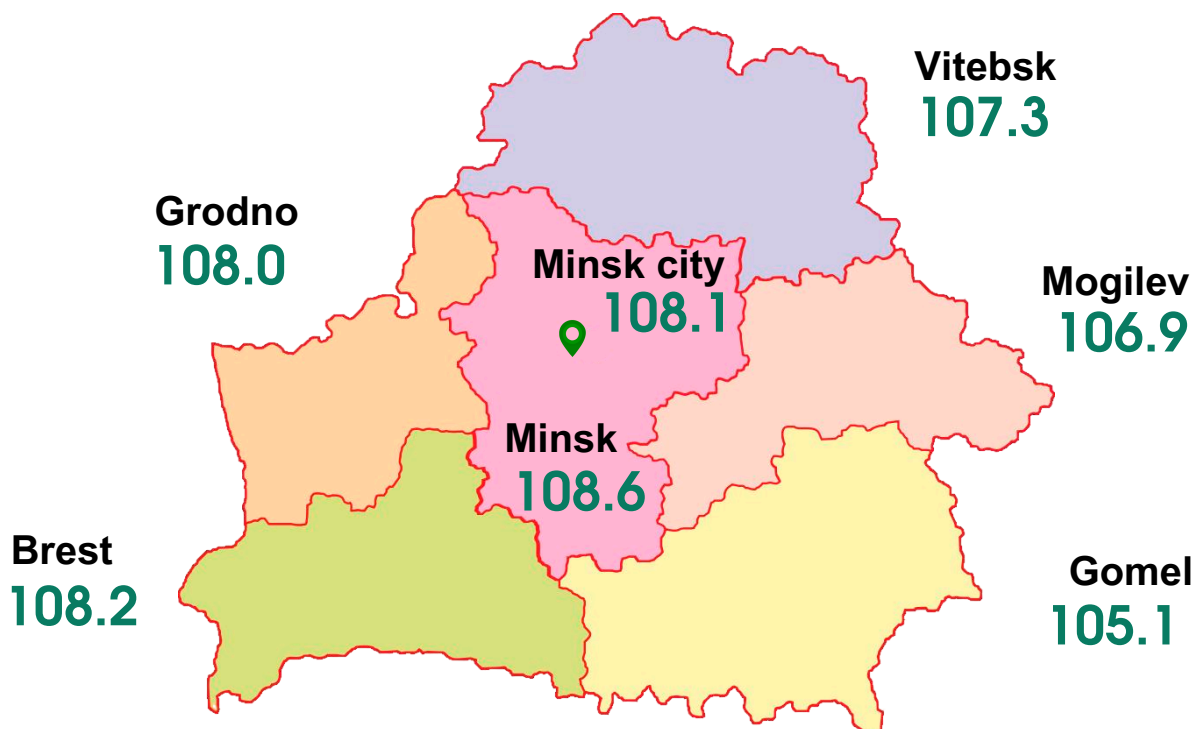 Vitebsk
107.3
Grodno
108.0
Minsk city
108.1
Mogilev
106.9
Minsk
108.6
Brest
108.2
Gomel
105.1